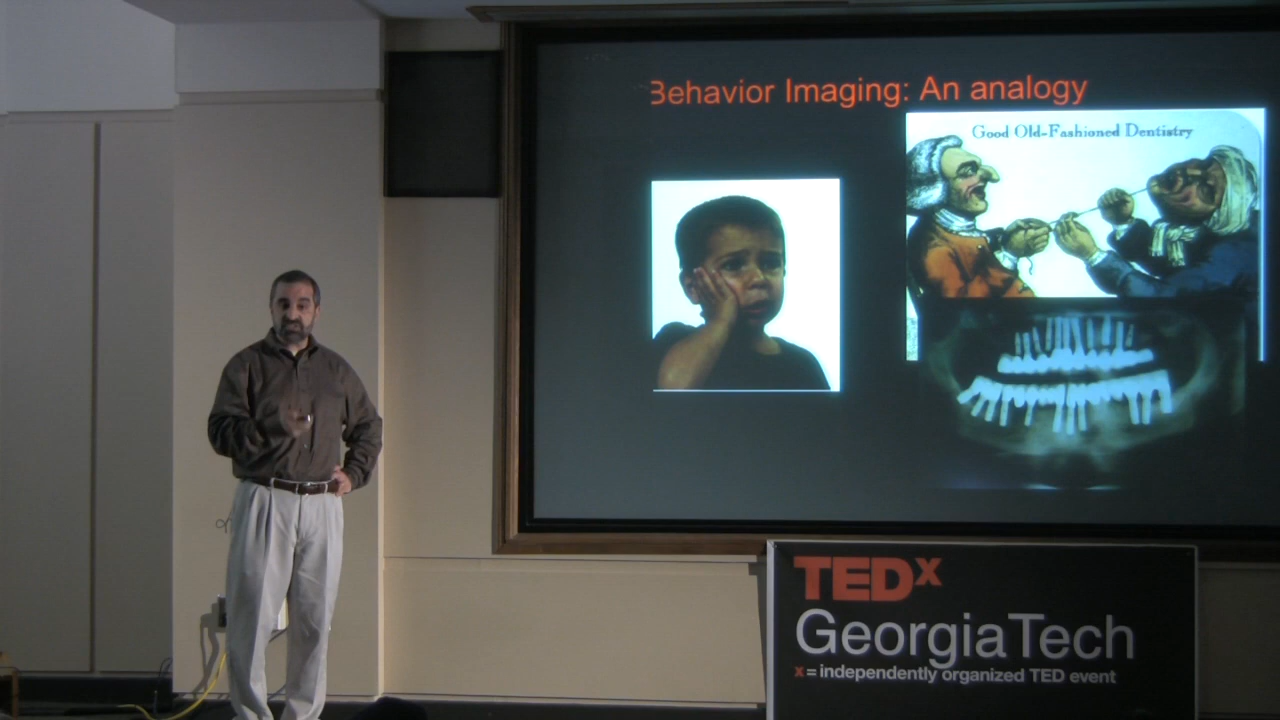 Behavior Imaging: An analogy
Good Old-Fashioned Dentistry
TEDx
GeorgiaTech
x = independently organized TED event